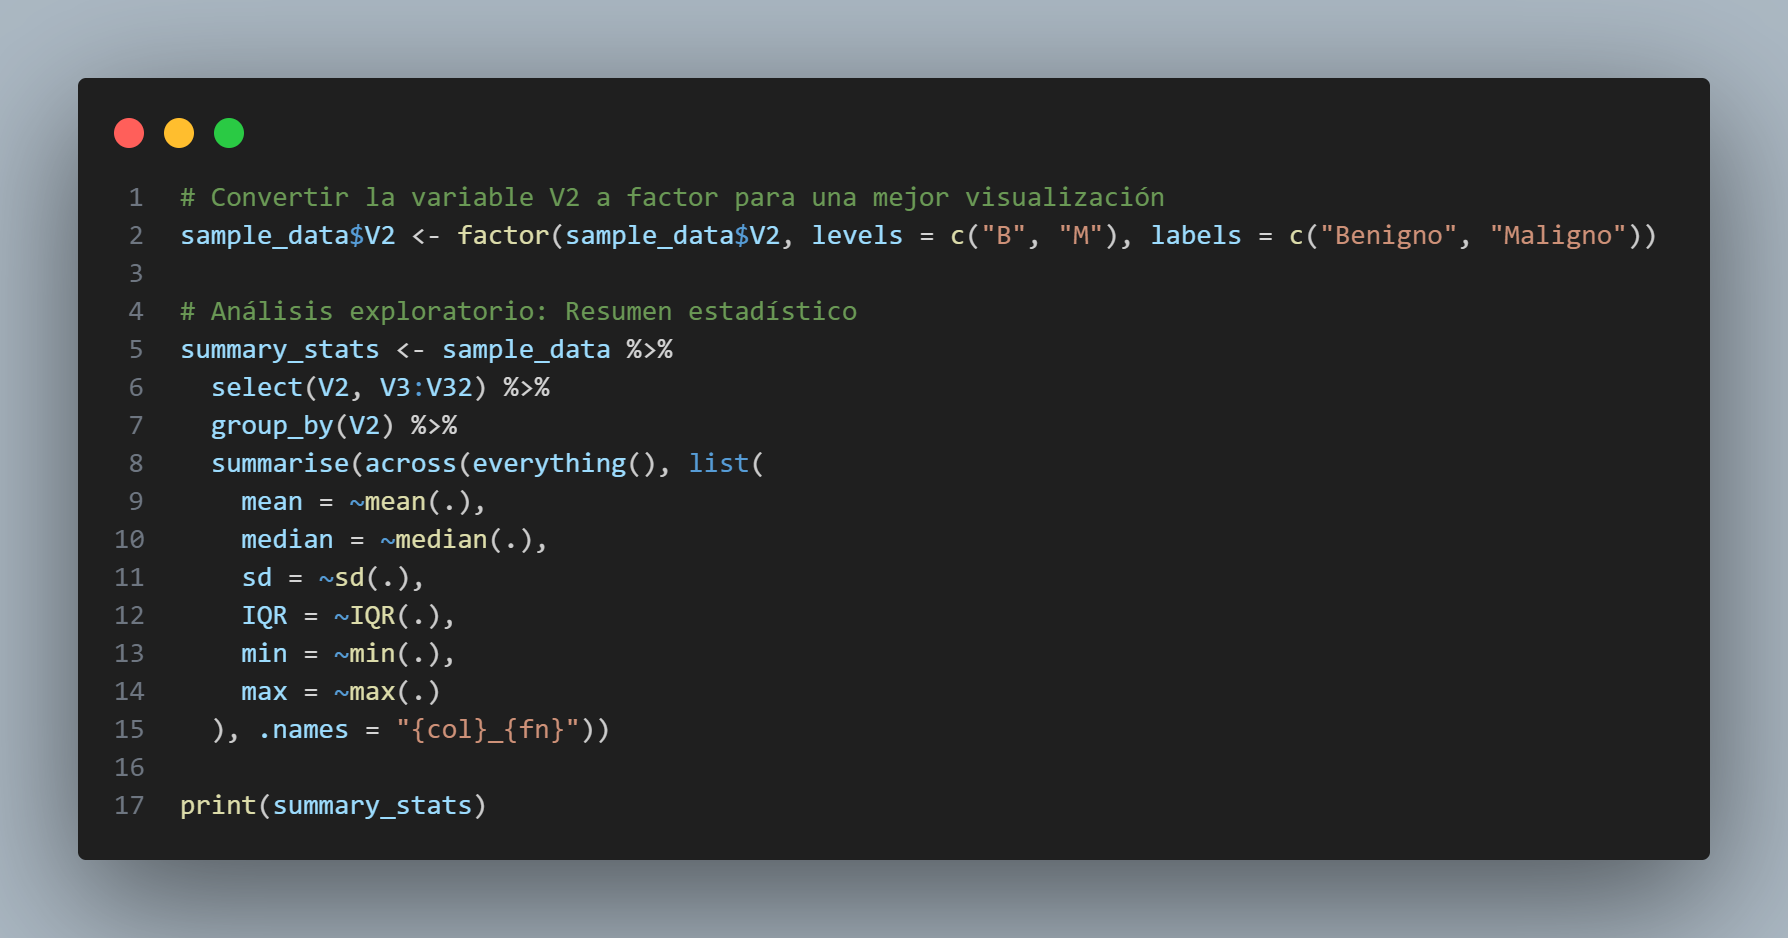 1 # Convertir la variable V2 a factor para una mejor visualización
2 sample_data$V2 <- factor(sample_data$V2, levels = c("B", "M"), labels = c("Benigno", "Maligno"))
3
4 # Análisis exploratorio: Resumen estadístico
5 summary_stats <- sample_data %>%
6   select(V2, V3:V32) %>%
7   group_by(V2) %>%
8   summarise(across(everything(), list(
9     mean = ~mean(.),
10     median = ~median(.),
11     sd = ~sd(.),
12     IQR = ~IQR(.),
13     min = ~min(.),
14     max = ~max(.)
15   ), .names = "{col}_{fn}"))
16
17 print(summary_stats)